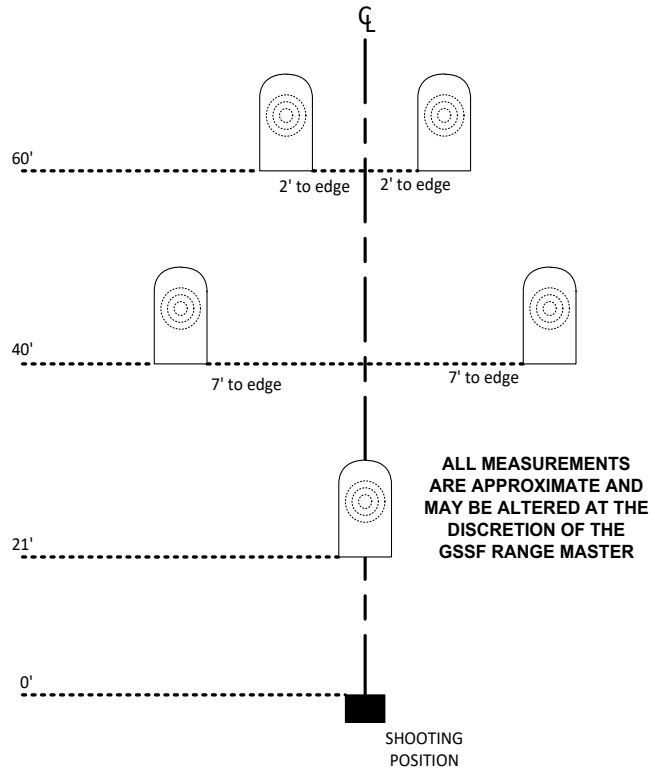 ℄
60'
2' to edge 2' to edge
40'
7' to edge 7' to edge
ALL MEASUREMENTS
ARE APPROXIMATE AND
MAY BE ALTERED AT THE
DISCRETION OF THE
GSSF RANGE MASTER
21'
0'
SHOOTING
POSITION